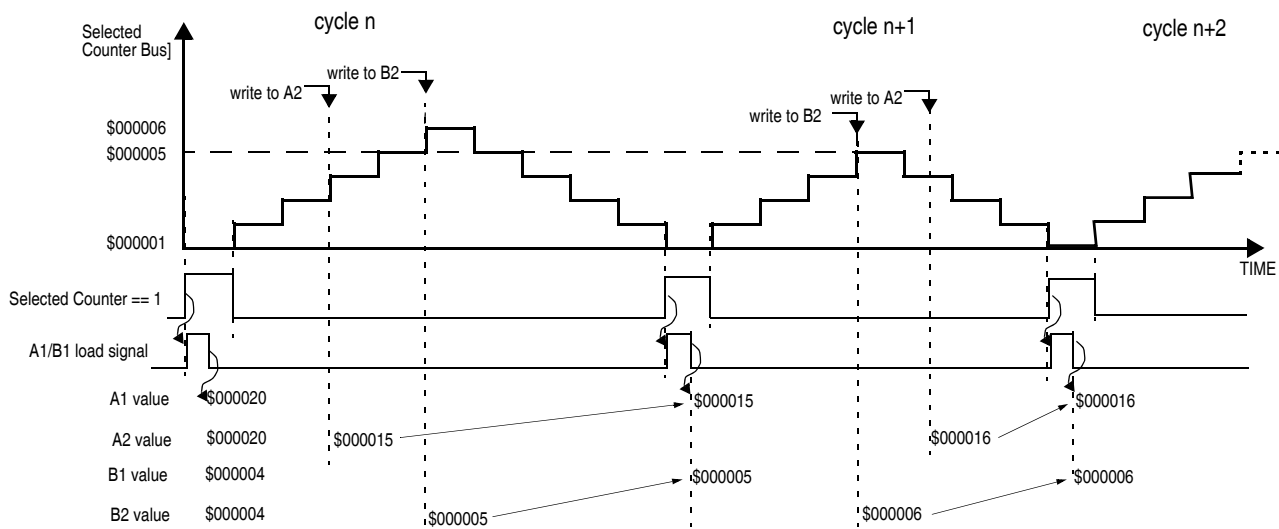 cycle n
cycle n+1
cycle n+2
Selected
Counter Bus]
write to B2
write to A2
write to A2
write to B2
$000006
$000005
$000001
TIME
Selected Counter == 1
A1/B1 load signal
A1 value $000020 $000015 $000016
A2 value $000020 $000015 $000016
B1 value $000004 $000005 $000006
B2 value $000004 $000005 $000006